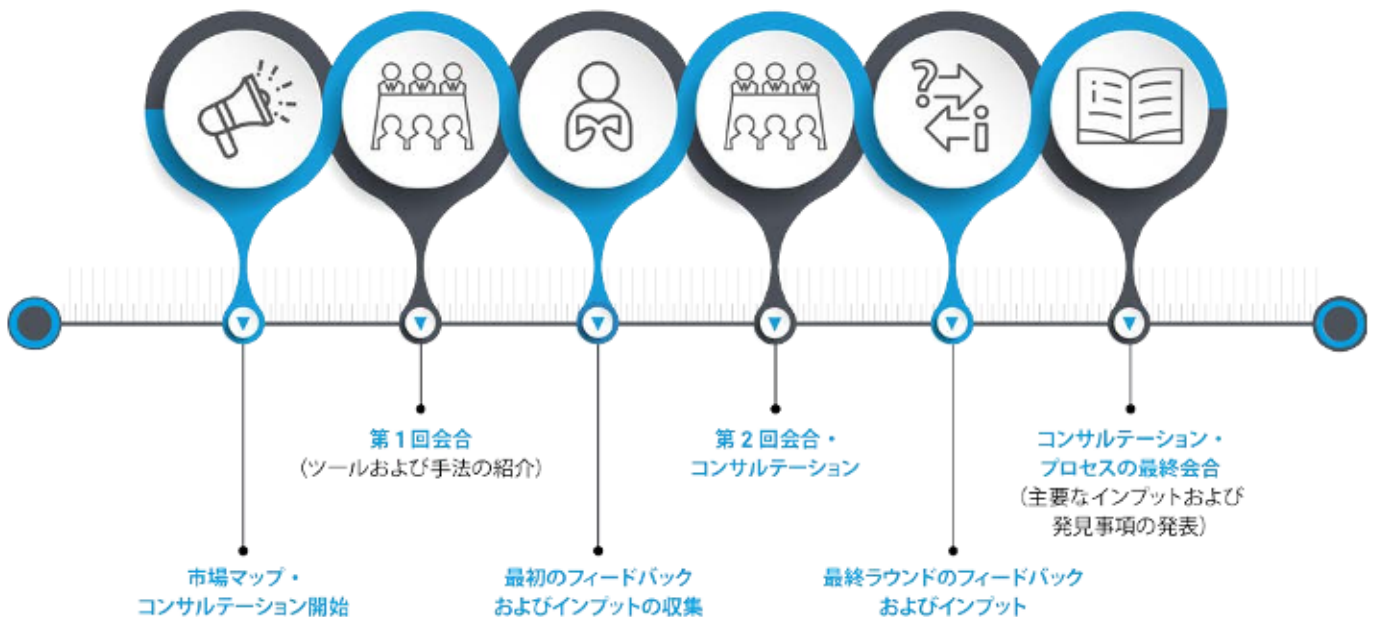 市場マップ・
コンサルテーション開始
第1回会合
（ツールおよび手法の紹介）
最初のフィードバック
およびインプットの収集
第2回会合・
コンサルテーション
最終ラウンドのフィードバック
およびインプット
コンサルテーション・
プロセスの最終会合
（主要なインプットおよび
発見事項の発表）